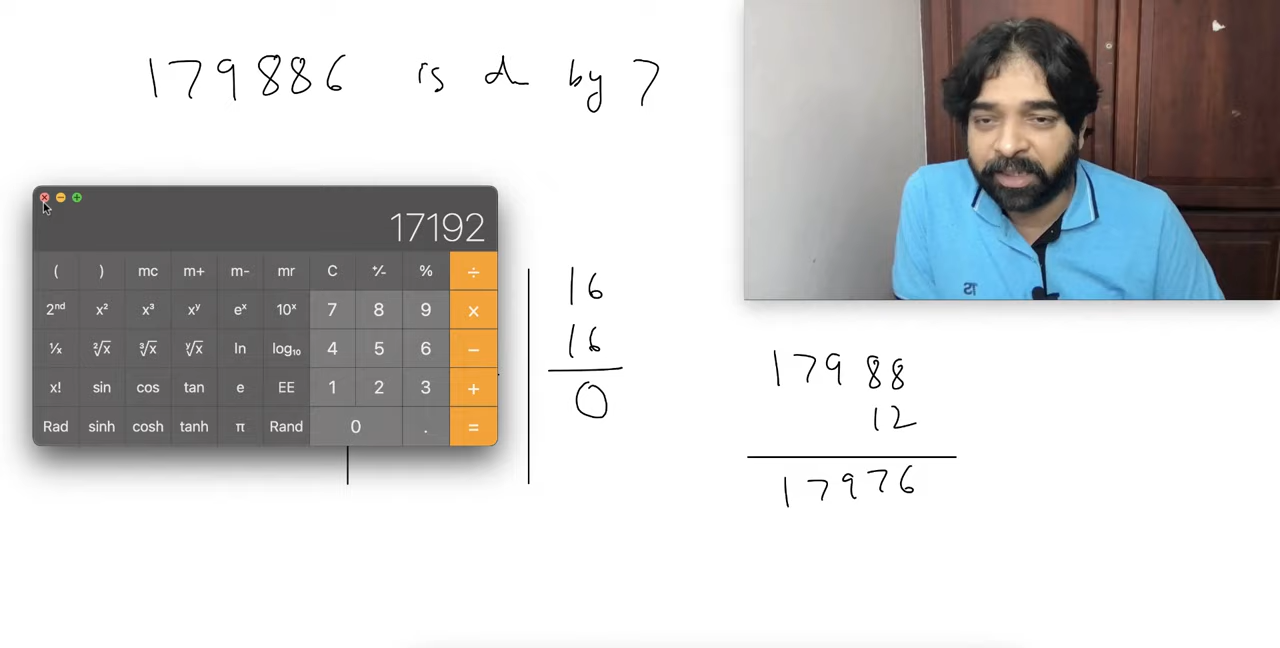 179886 is d by 7
17192
( ) mc m+ m- mr C +/- % ÷
2nd x² x³ xʸ eˣ 10ˣ 7 8 9 ×
1/x ²√x ³√x ʸ√x ln log₁₀ 4 5 6 −
x! sin cos tan e EE 1 2 3 +
Rad sinh cosh tanh π Rand 0 . =
16
16
0
17988
12
17976